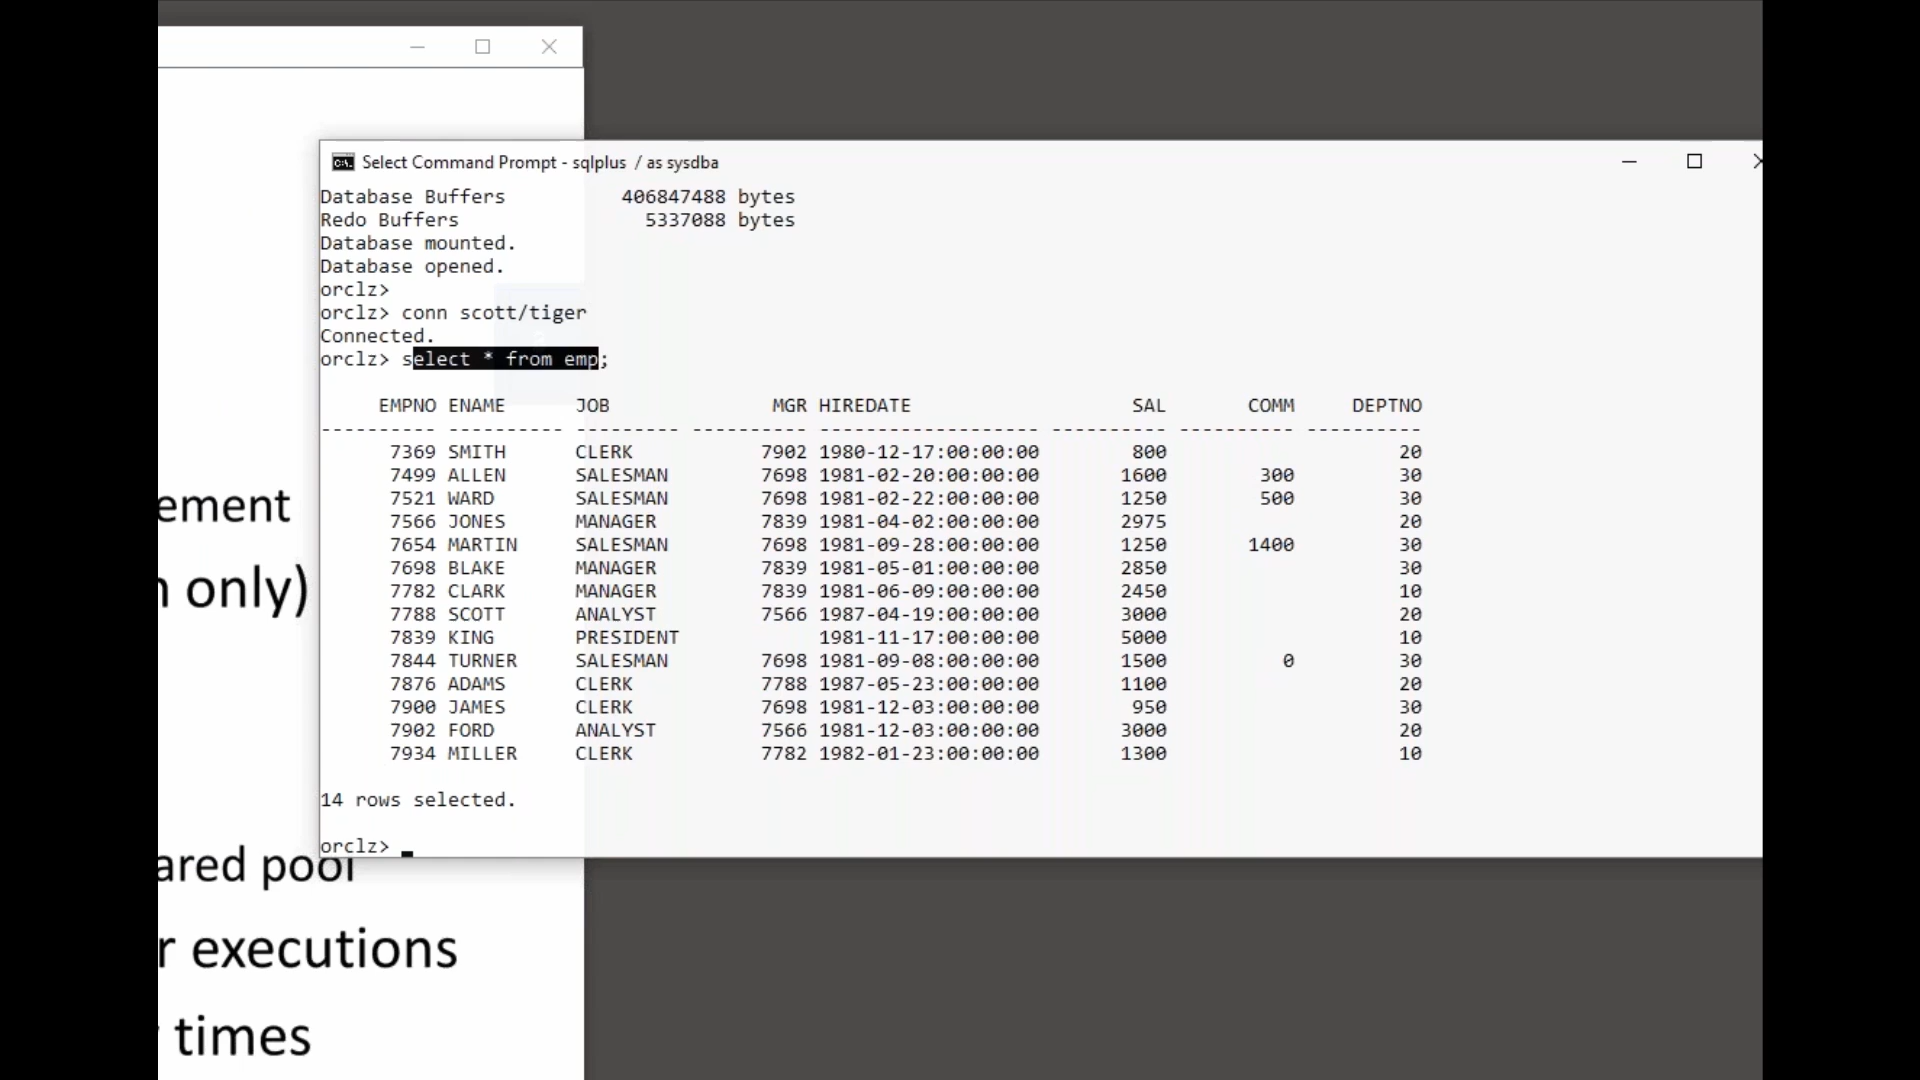 Select Command Prompt - sqlplus / as sysdba
Database Buffers 406847488 bytes
Redo Buffers 5337088 bytes
Database mounted.
Database opened.
orclz>
orclz> conn scott/tiger
Connected.
orclz> select * from emp;
EMPNO ENAME JOB MGR HIREDATE SAL COMM DEPTNO
---------- ---------- --------- ---------- ------------------- ---------- ---------- ----------
7369 SMITH CLERK 7902 1980-12-17:00:00:00 800 20
7499 ALLEN SALESMAN 7698 1981-02-20:00:00:00 1600 300 30
7521 WARD SALESMAN 7698 1981-02-22:00:00:00 1250 500 30
7566 JONES MANAGER 7839 1981-04-02:00:00:00 2975 20
7654 MARTIN SALESMAN 7698 1981-09-28:00:00:00 1250 1400 30
7698 BLAKE MANAGER 7839 1981-05-01:00:00:00 2850 30
7782 CLARK MANAGER 7839 1981-06-09:00:00:00 2450 10
7788 SCOTT ANALYST 7566 1987-04-19:00:00:00 3000 20
7839 KING PRESIDENT 1981-11-17:00:00:00 5000 10
7844 TURNER SALESMAN 7698 1981-09-08:00:00:00 1500 0 30
7876 ADAMS CLERK 7788 1987-05-23:00:00:00 1100 20
7900 JAMES CLERK 7698 1981-12-03:00:00:00 950 30
7902 FORD ANALYST 7566 1981-12-03:00:00:00 3000 20
7934 MILLER CLERK 7782 1982-01-23:00:00:00 1300 10
14 rows selected.
orclz>
ement
n only)
ared pool
r executions
times